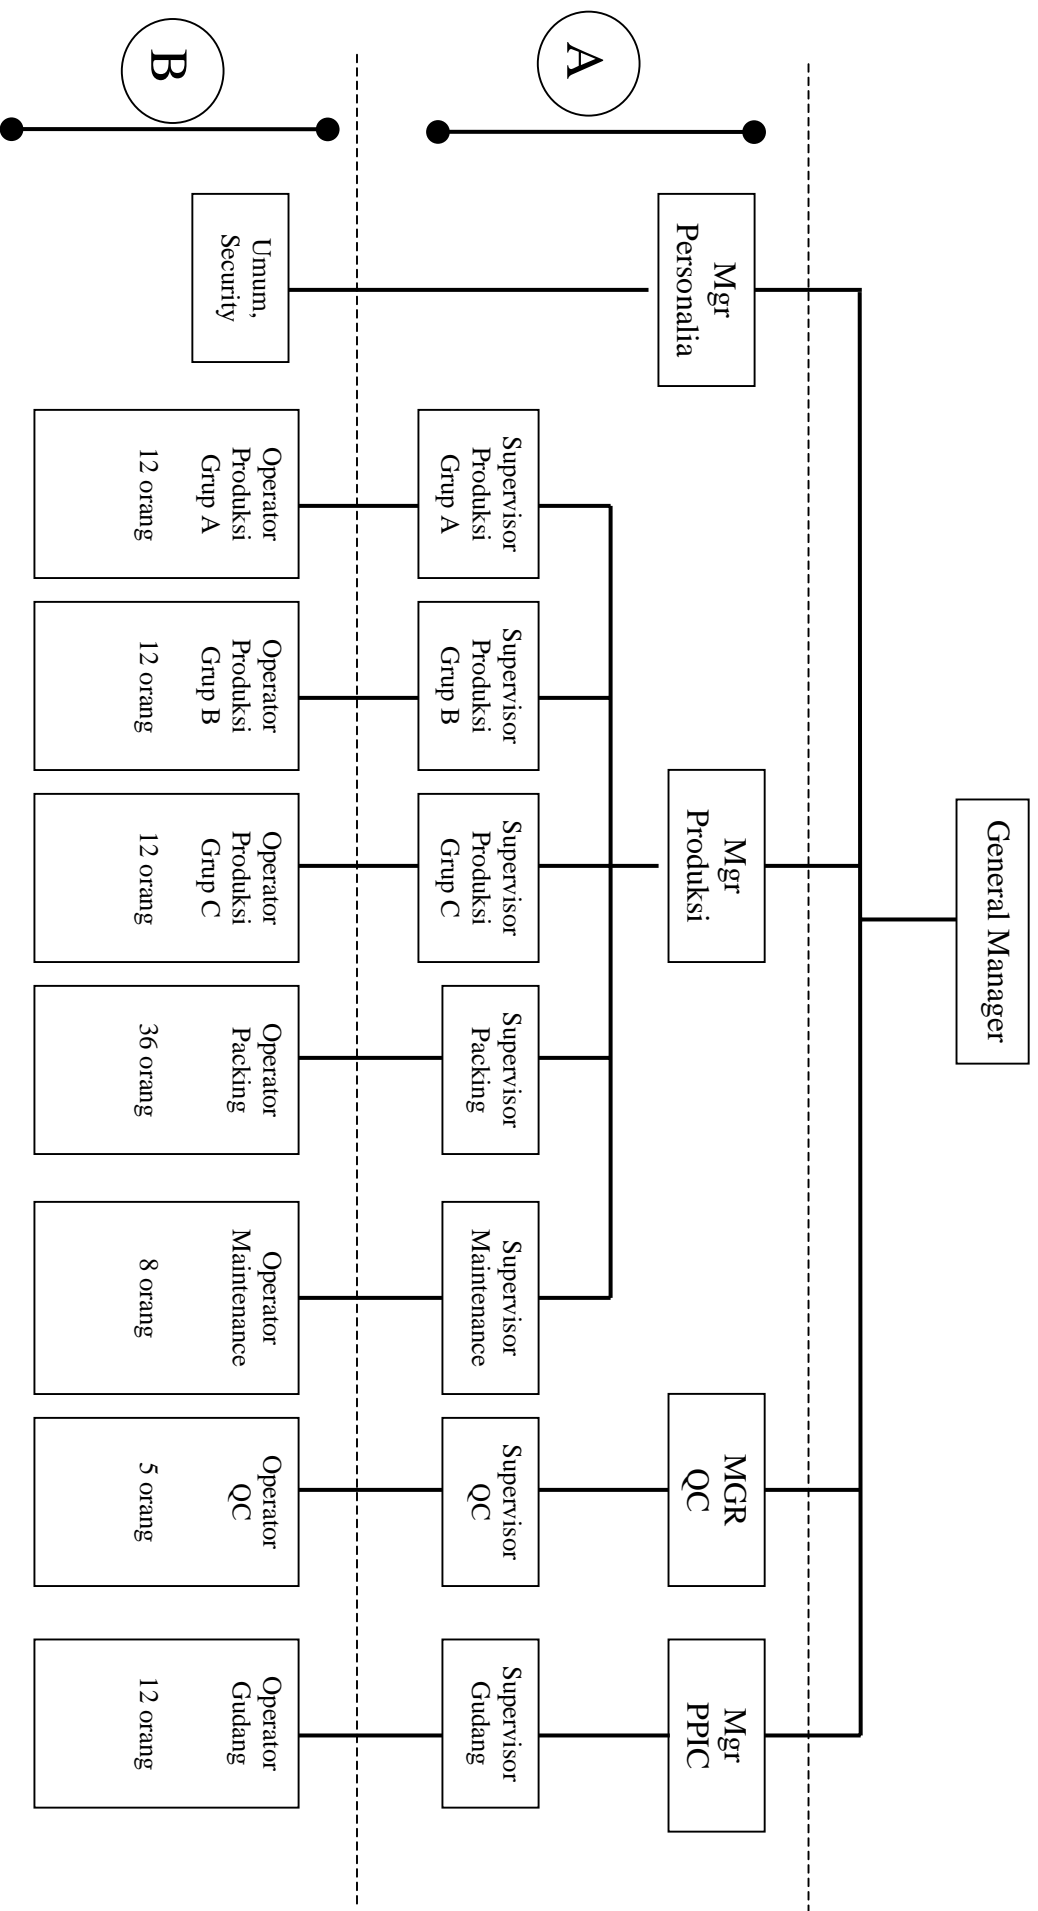 General Manager
A
Mgr
Personalia
Mgr
Produksi
MGR
QC
Mgr
PPIC
Supervisor
Produksi
Grup A
Supervisor
Produksi
Grup B
Supervisor
Produksi
Grup C
Supervisor
Packing
Supervisor
Maintenance
Supervisor
QC
Supervisor
Gudang
B
Umum,
Security
Operator
Produksi
Grup A
12 orang
Operator
Produksi
Grup B
12 orang
Operator
Produksi
Grup C
12 orang
Operator
Packing
36 orang
Operator
Maintenance
8 orang
Operator
QC
5 orang
Operator
Gudang
12 orang